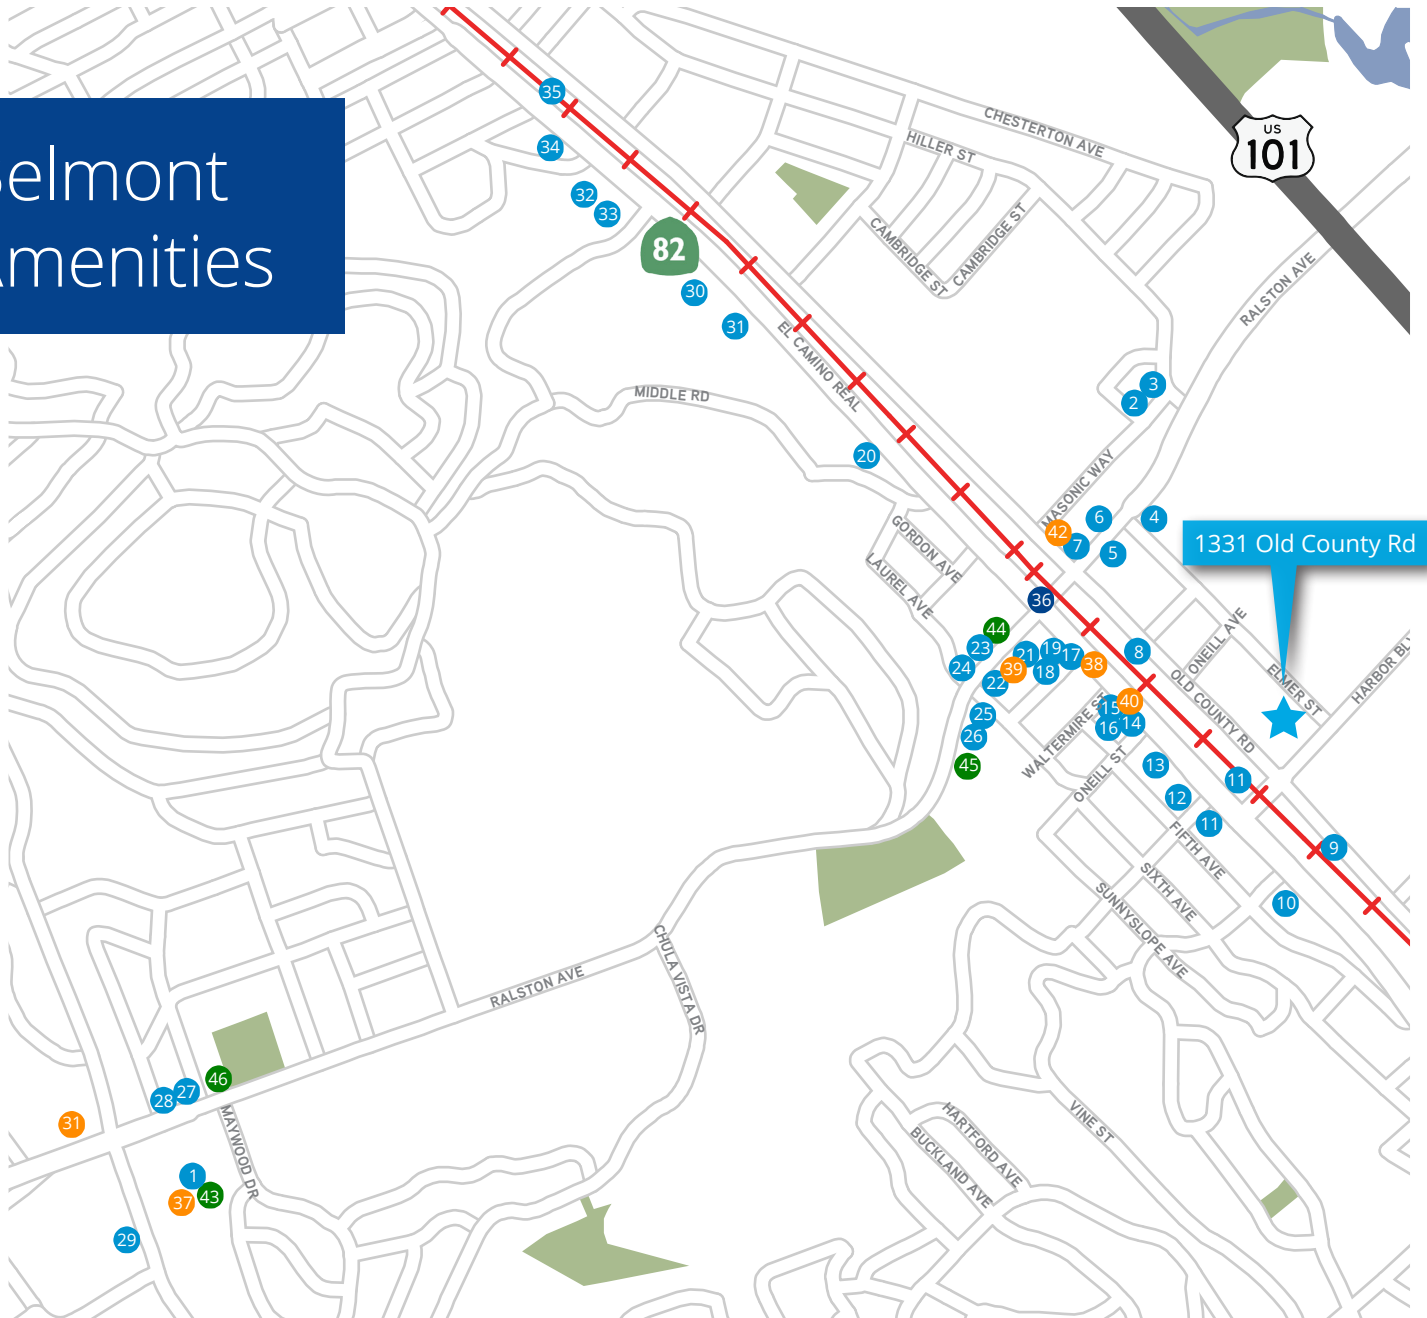 elmont
menities
US
101
82
1331 Old County Rd
CHESTERTON AVE
HILLER ST
CAMBRIDGE ST
CAMBRIDGE ST
RALSTON AVE
EL CAMINO REAL
MIDDLE RD
MASONIC WAY
GORDON AVE
LAUREL AVE
ONEILL AVE
ELMER ST
HARBOR BLV
OLD COUNTY RD
WALTERMIRE ST
ONEILL ST
FIFTH AVE
SIXTH AVE
SUNNYSLOPE AVE
CHULA VISTA DR
RALSTON AVE
MAYWOOD DR
HARTFORD AVE
BUCKLAND AVE
VINE ST
35
34
32
33
30
31
3
2
20
6
4
42
7
5
36
44
23
24
21
19
17
18
39
22
38
8
25
26
45
15
40
16
14
13
12
11
11
9
10
46
27
28
31
1
37
43
29